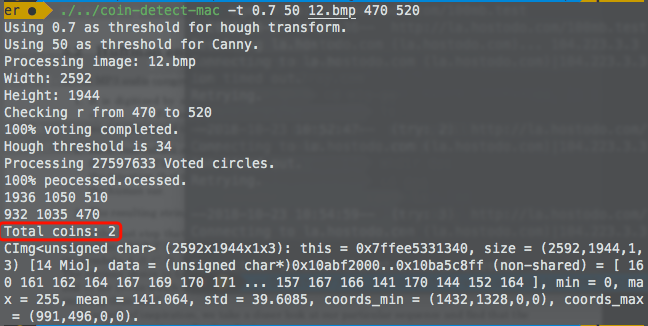 er ● ./../coin-detect-mac -t 0.7 50 12.bmp 470 520
Using 0.7 as threshold for hough transform.
Using 50 as threshold for Canny.
Processing image: 12.bmp
Width: 2592
Height: 1944
Checking r from 470 to 520
100% voting completed.
Hough threshold is 34
Processing 27597633 Voted circles.
100% peocessed.ocessed.
1936 1050 510
932 1035 470
Total coins: 2
CImg<unsigned char> (2592x1944x1x3): this = 0x7ffee5331340, size = (2592,1944,1,
3) [14 Mio], data = (unsigned char*)0x10abf2000..0x10ba5c8ff (non-shared) = [ 16
0 161 162 164 167 169 170 171 ... 157 167 166 141 170 144 152 164 ], min = 0, ma
x = 255, mean = 141.064, std = 39.6085, coords_min = (1432,1328,0,0), coords_max
= (991,496,0,0).